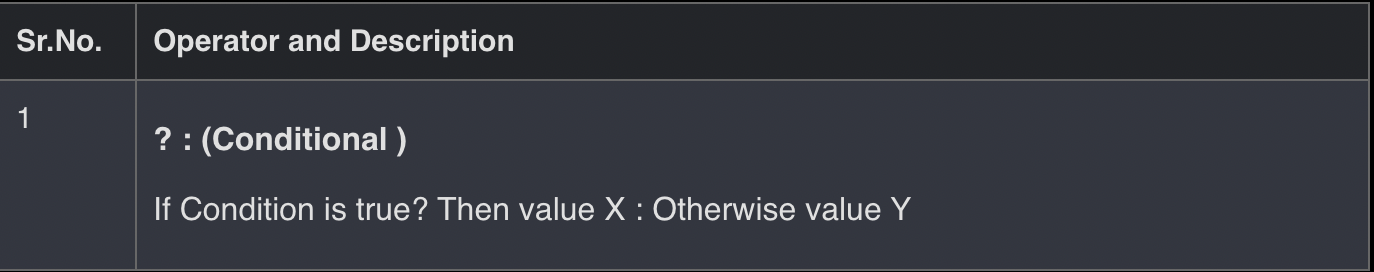 Sr.No. Operator and Description
1
? : (Conditional )
If Condition is true? Then value X : Otherwise value Y